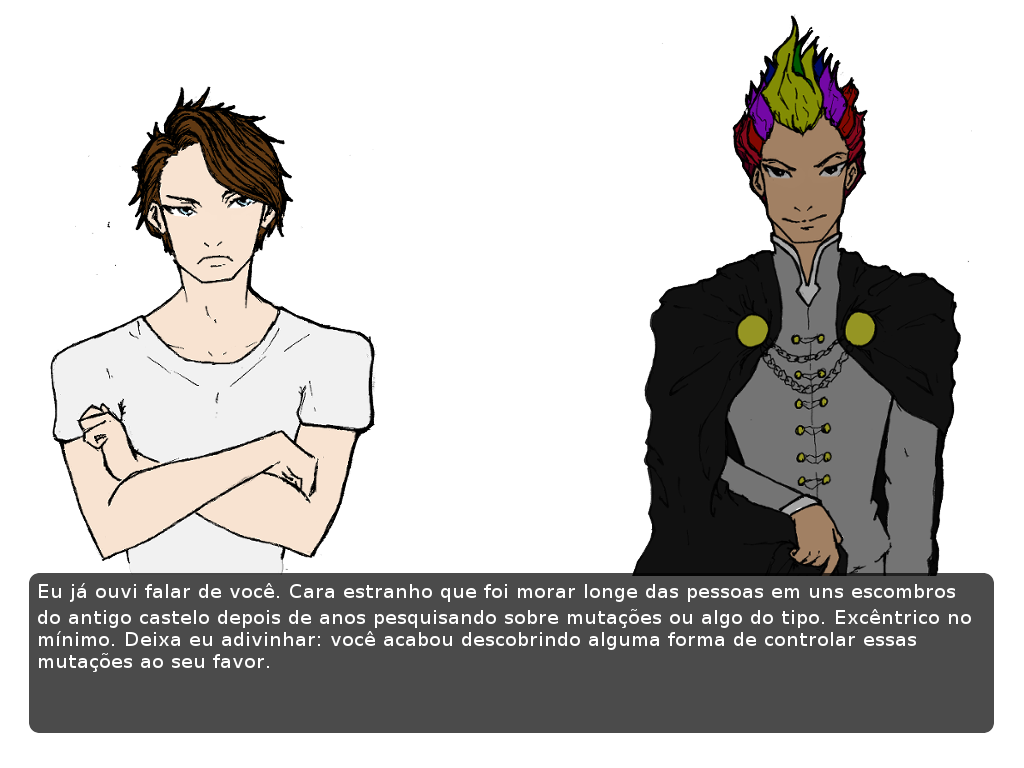 Eu já ouvi falar de você. Cara estranho que foi morar longe das pessoas em uns escombros
do antigo castelo depois de anos pesquisando sobre mutações ou algo do tipo. Excêntrico no
mínimo. Deixa eu adivinhar: você acabou descobrindo alguma forma de controlar essas
mutações ao seu favor.